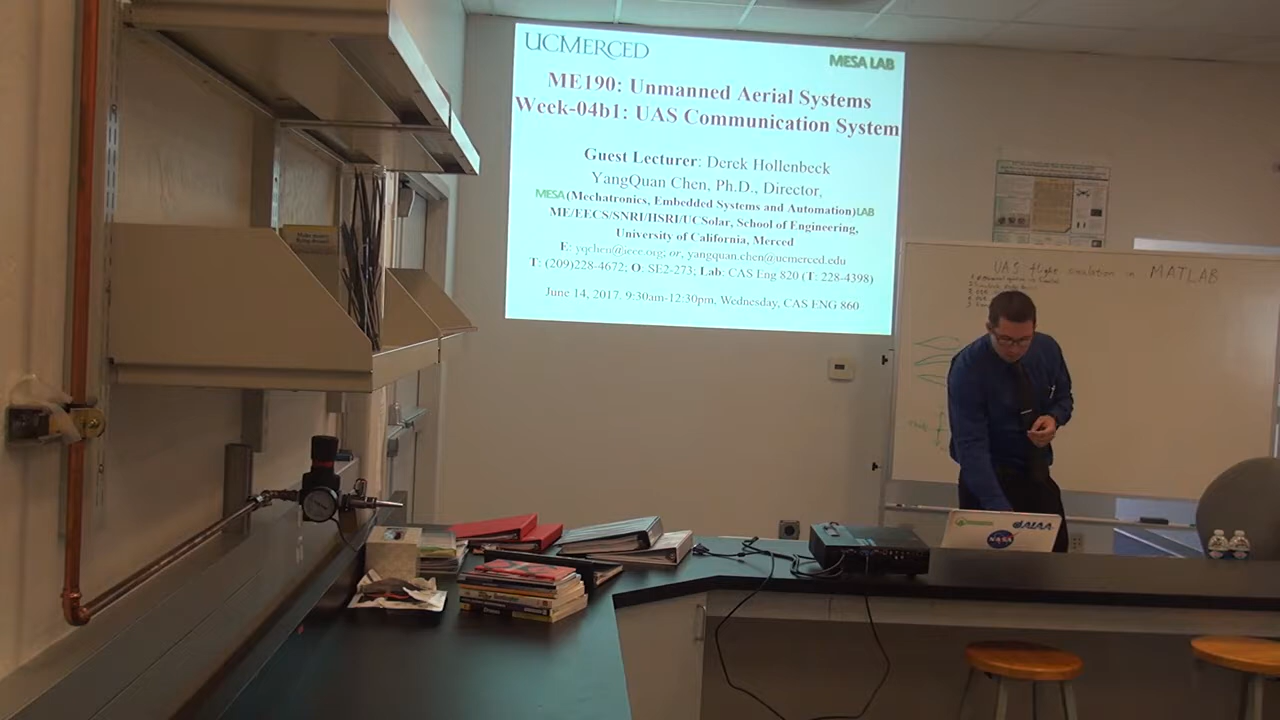 UCMERCED
MESA LAB
ME190: Unmanned Aerial Systems
Week-04b1: UAS Communication System
Guest Lecturer: Derek Hollenbeck
YangQuan Chen, Ph.D., Director,
MESA (Mechatronics, Embedded Systems and Automation)LAB
ME/EECS/SNRI/HSRI/UCSolar, School of Engineering,
University of California, Merced
E: yqchen@ieee.org; or, yangquan.chen@ucmerced.edu
T: (209)228-4672; O: SE2-273; Lab: CAS Eng 820 (T: 228-4398)
June 14, 2017. 9:30am-12:30pm, Wednesday, CAS ENG 860
UAS flight simulation in MATLAB
AIAA
NASA